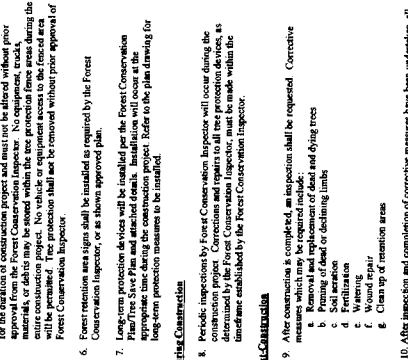 for the duration of construction project and must not be altered without prior
approval from the Forest Conservation Inspector. No equipment, trucks,
materials, or debris may be stored within the tree protection fence areas during the
entire construction project. No vehicle or equipment access to the fenced area
will be permitted. Tree protection shall not be removed without prior approval of
Forest Conservation Inspector.
6. Forest retention area signs shall be installed as required by the Forest
Conservation Inspector, or as shown approved plan.
7. Long-term protection devices will be installed per the Forest Conservation
Plan/Tree Save Plan and attached details. Installation will occur at the
appropriate time during the construction project. Refer to the plan drawing for
long-term protection measures to be installed.
ring Construction
8. Periodic inspections by Forest Conservation Inspector will occur during the
construction project. Corrections and repairs to all tree protection devices, as
determined by the Forest Conservation Inspector, must be made within the
timeframe established by the Forest Conservation Inspector.
t-Construction
9. After construction is completed, an inspection shall be requested. Corrective
measures which may be required include:
a. Removal and replacement of dead and dying trees
b. Pruning of dead or declining limbs
c. Soil aeration
d. Fertilization
e. Watering
f. Wound repair
g. Clean up of retention areas
After inspection and completion of corrective measures have been undertaken, all